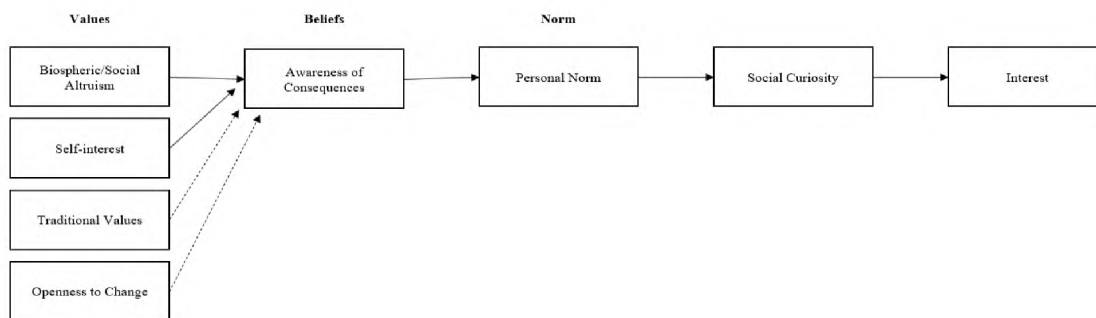 Values
Beliefs
Norm
Biospheric/Social
Altruism
Awareness of
Consequences
Personal Norm
Social Curiosity
Interest
Self-interest
Traditional Values
Openness to Change